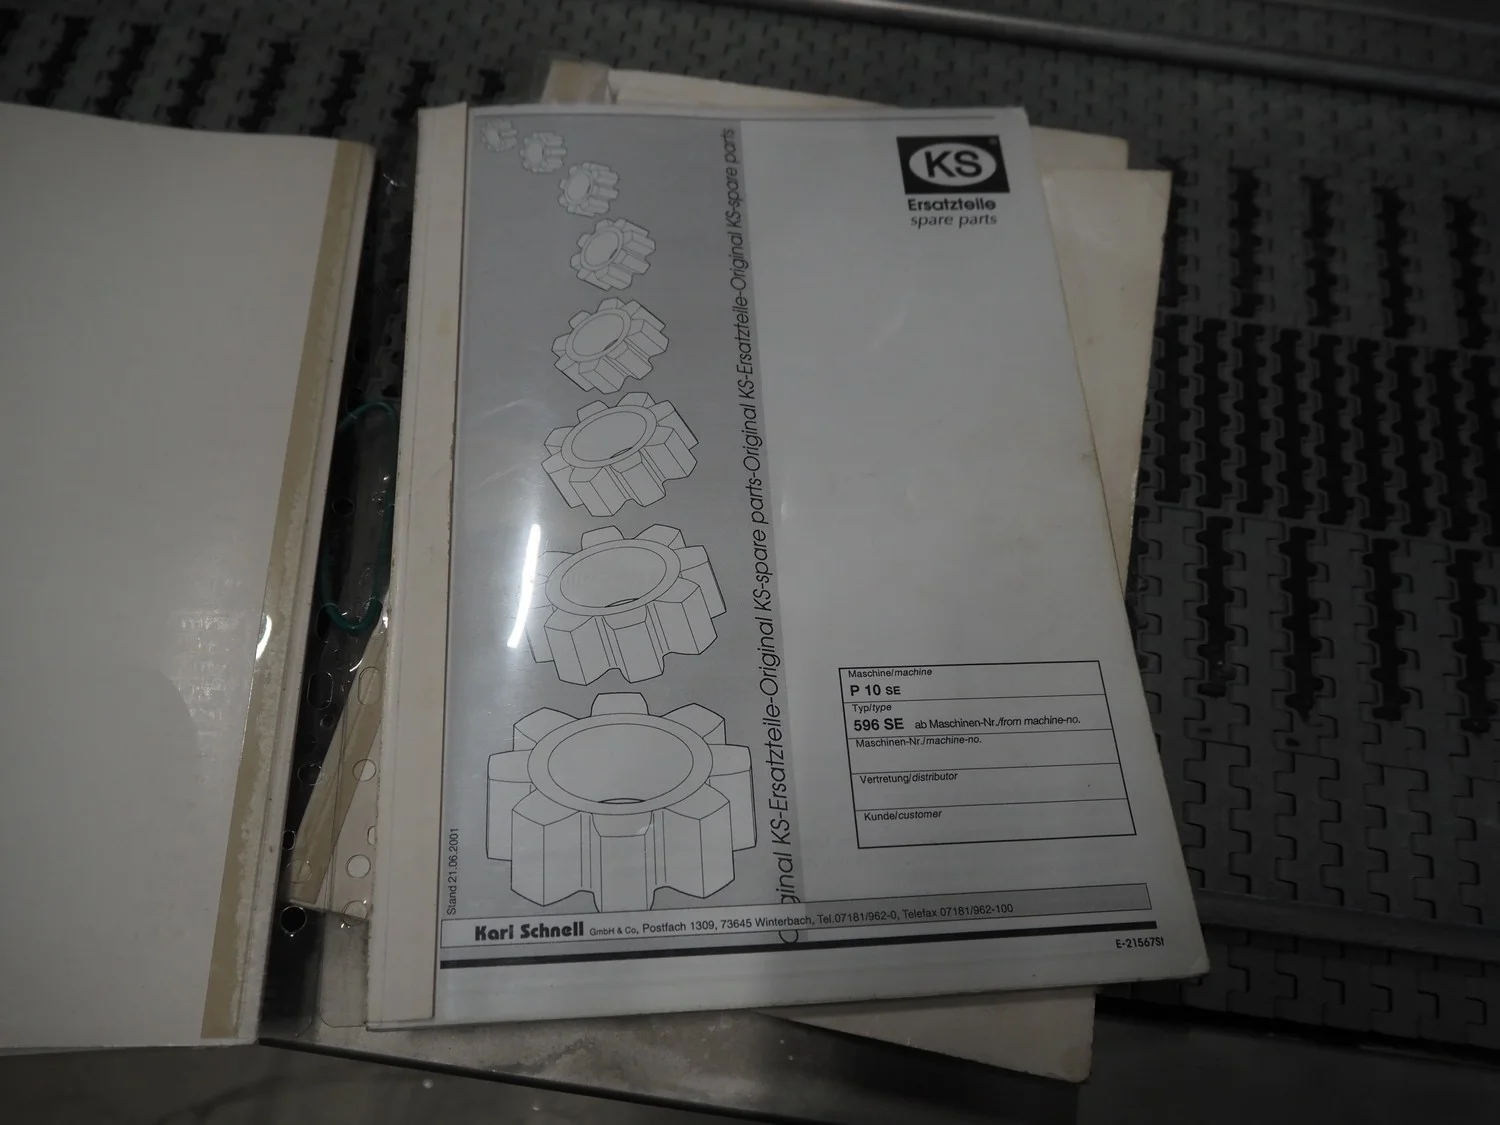 KS
®
Ersatzteile
spare parts
ginal KS-Ersatzteile-Original KS-spare parts-Original KS-Ersatzteile-Original KS-spare parts
Maschine/machine
P 10 SE
Typ/type
596 SE ab Maschinen-Nr./from machine-no.
Maschinen-Nr./machine-no.
Vertretung/distributor
Kunde/customer
Stand 21.06.2001
Karl Schnell GmbH & Co, Postfach 1309, 73645 Winterbach, Tel.07181/962-0, Telefax 07181/962-100
E-21567SI